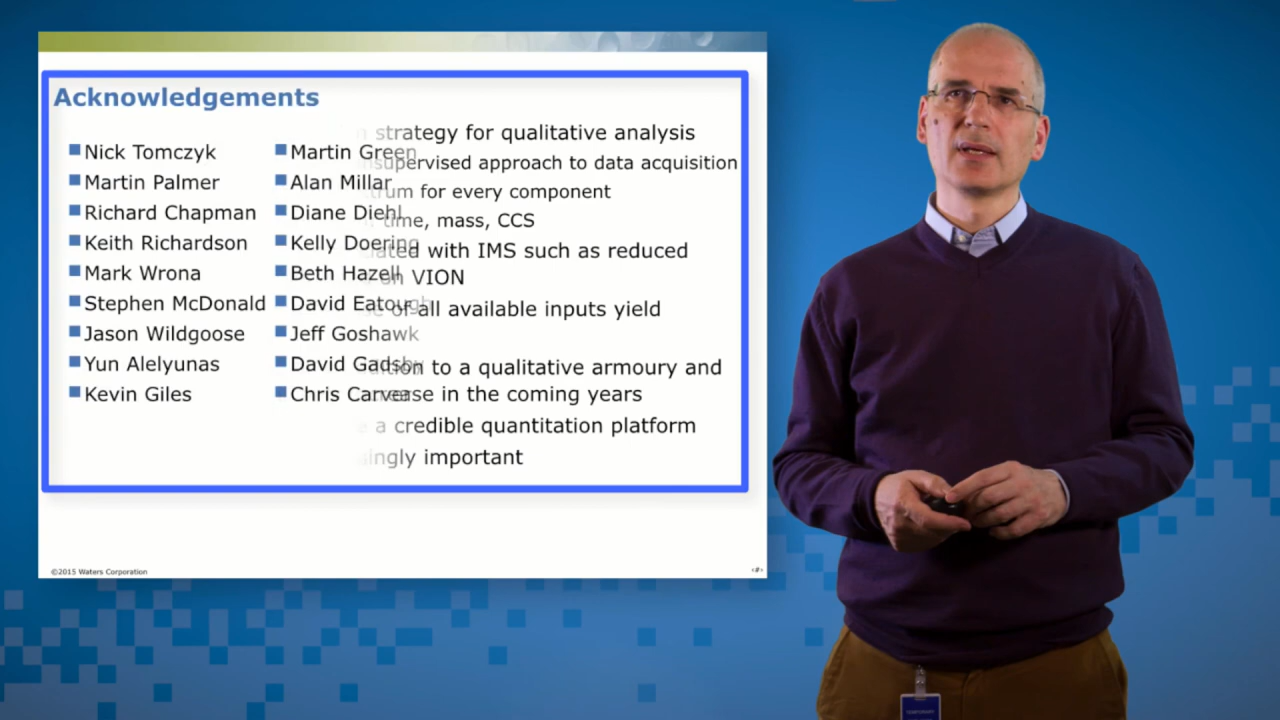 Acknowledgements
Nick Tomczyk
Martin Palmer
Richard Chapman
Keith Richardson
Mark Wrona
Stephen McDonald
Jason Wildgoose
Yun Alelyunas
Kevin Giles
Martin Green
Alan Millar
Diane Diehl
Kelly Doering
Beth Hazell
David Eatough
Jeff Goshawk
David Gadsby
Chris Carver
strategy for qualitative analysis
approach to data acquisition
for every component
time, mass, CCS
with IMS such as reduced
VION
of all available inputs yield
to a qualitative armoury and
in the coming years
a credible quantitation platform
important
©2015 Waters Corporation
‹#›